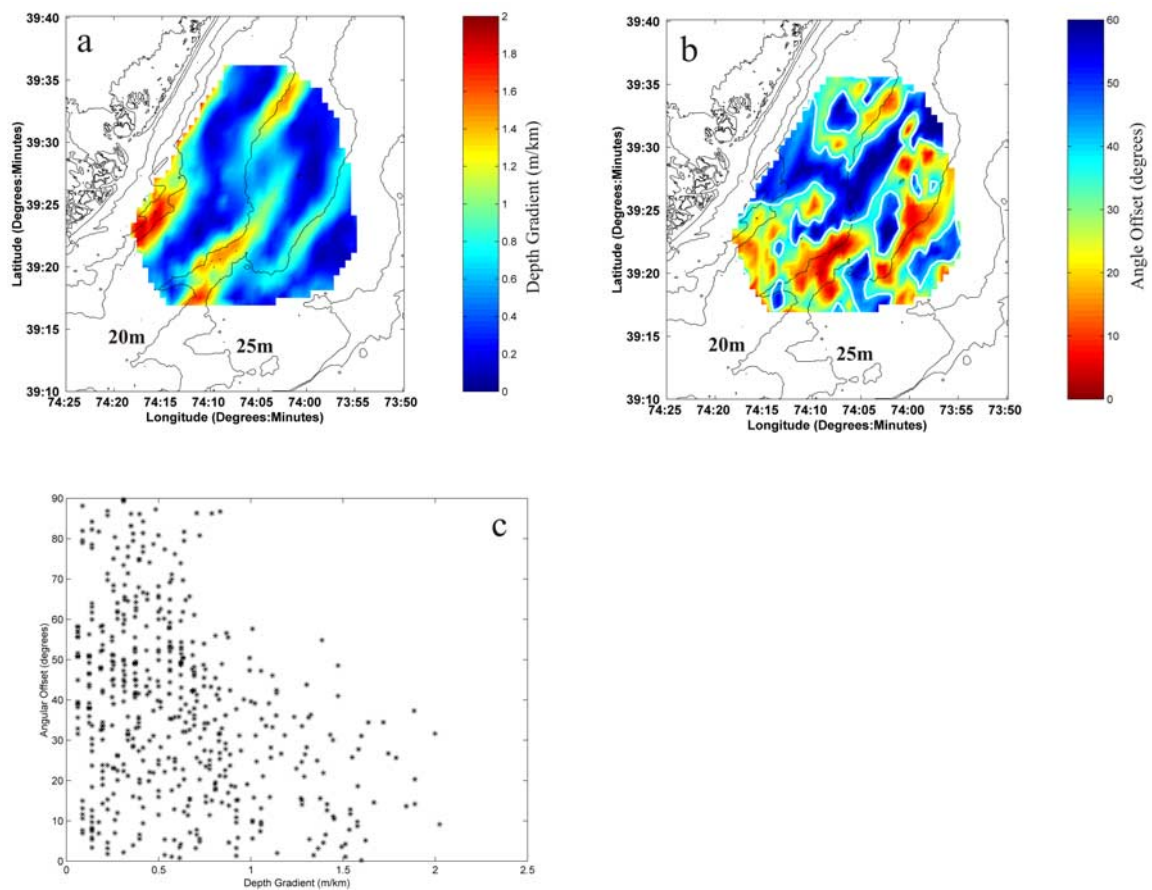 a
39:40
39:35
39:30
39:25
39:20
39:15
39:10
Latitude (Degrees:Minutes)
20m
25m
74:25 74:20 74:15 74:10 74:05 74:00 73:55 73:50
Longitude (Degrees:Minutes)
2
1.8
1.6
1.4
1.2
1
0.8
0.6
0.4
0.2
0
Depth Gradient (m/km)
b
39:40
39:35
39:30
39:25
39:20
39:15
39:10
Latitude (Degrees:Minutes)
20m
25m
74:25 74:20 74:15 74:10 74:05 74:00 73:55 73:50
Longitude (Degrees:Minutes)
60
50
40
30
20
10
0
Angle Offset (degrees)
c
90
80
70
60
50
40
30
20
10
0
Angular Offset (degrees)
0 0.5 1 1.5 2 2.5
Depth Gradient (m/km)